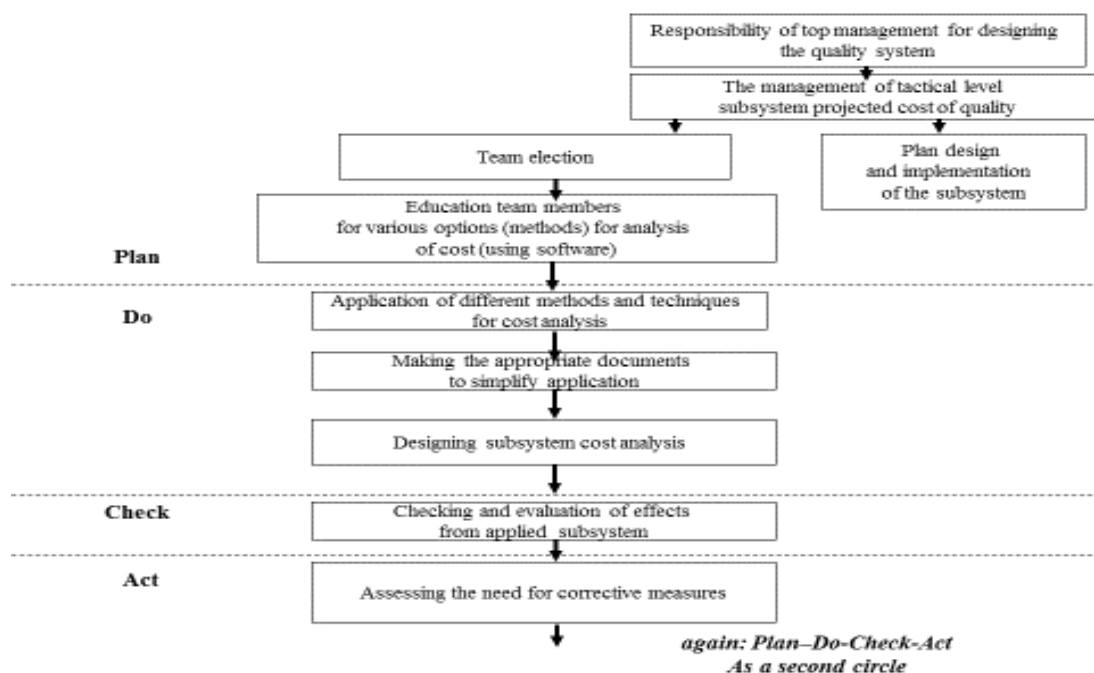 Responsibility of top management for designing
the quality system
The management of tactical level
subsystem projected cost of quality
Team election
Plan design
and implementation
of the subsystem
Education team members
for various options (methods) for analysis
of cost (using software)
Plan
Do
Application of different methods and techniques
for cost analysis
Making the appropriate documents
to simplify application
Designing subsystem cost analysis
Check
Checking and evaluation of effects
from applied subsystem
Act
Assessing the need for corrective measures
again: Plan–Do-Check-Act
As a second circle